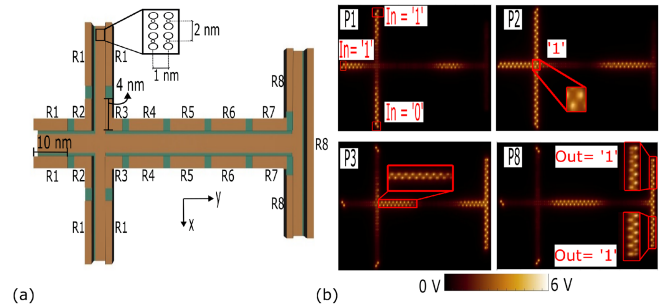 R1
R1
2 nm
1 nm
4 nm
R8
R1 R2 R3 R4 R5 R6 R7
R8
10 nm
R1 R2 R3 R4 R5 R6 R7
R8
y
x
R1 R1
(a)
P1
In = '1'
In= '1'
In = '0'
P2
'1'
P3
P8
Out= '1'
Out= '1'
0 V
6 V
(b)